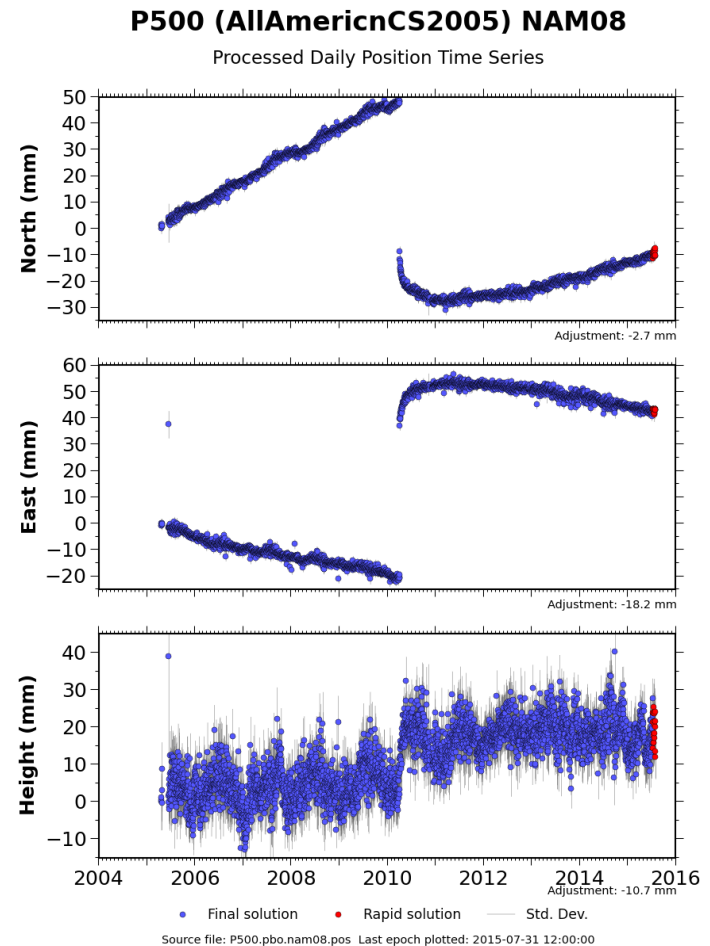 P500 (AllAmericnCS2005) NAM08
Processed Daily Position Time Series
North (mm)
50
40
30
20
10
0
−10
−20
−30
Adjustment: -2.7 mm
East (mm)
60
50
40
30
20
10
0
−10
−20
Adjustment: -18.2 mm
Height (mm)
40
30
20
10
0
−10
2004 2006 2008 2010 2012 2014 2016
Adjustment: -10.7 mm
Final solution Rapid solution Std. Dev.
Source file: P500.pbo.nam08.pos Last epoch plotted: 2015-07-31 12:00:00